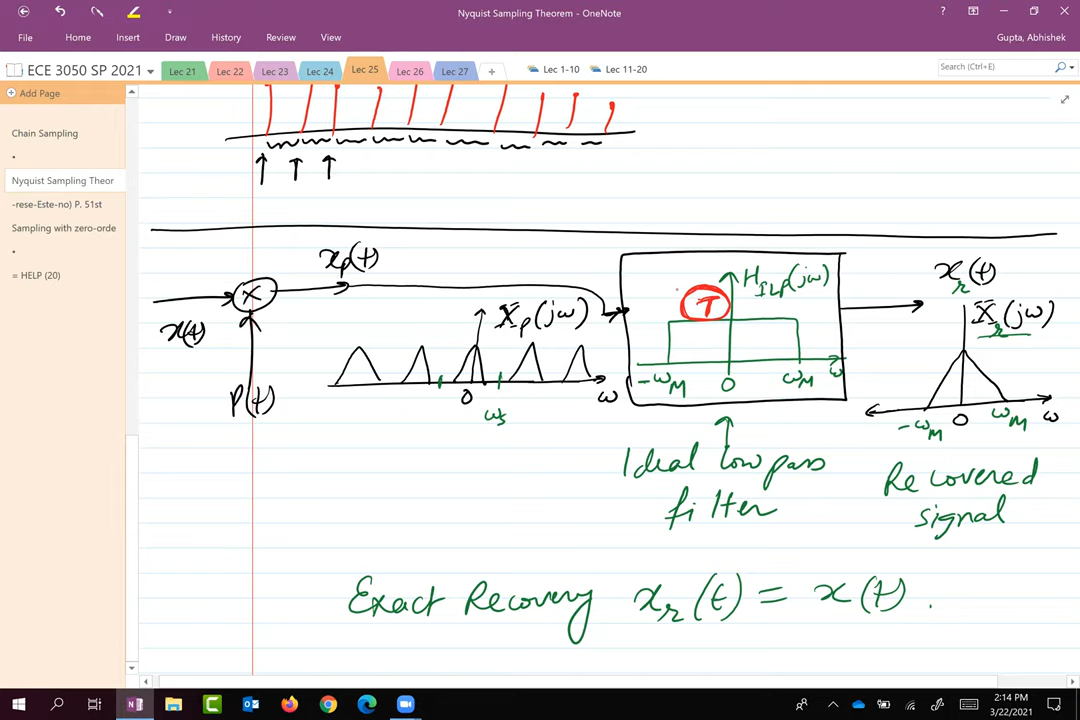 Nyquist Sampling Theorem - OneNote
Gupta, Abhishek
File Home Insert Draw History Review View
ECE 3050 SP 2021
Lec 21 Lec 22 Lec 23 Lec 24 Lec 25 Lec 26 Lec 27 + Lec 1-10 Lec 11-20
Search (Ctrl+E)
Add Page
Chain Sampling
Nyquist Sampling Theor
-rese-Este-no) P. 51st
Sampling with zero-orde
= HELP (20)
x_p(t)
x(t)
P(t)
X
X_p(jω)
0
ω_s
ω
T
H_ILP(jω)
-ω_M 0 ω_M ω
x_r(t)
X_r(jω)
-ω_M 0 ω_M ω
Ideal low pass
filter
Recovered
signal
Exact Recovery x_r(t) = x(t).
2:14 PM
3/22/2021